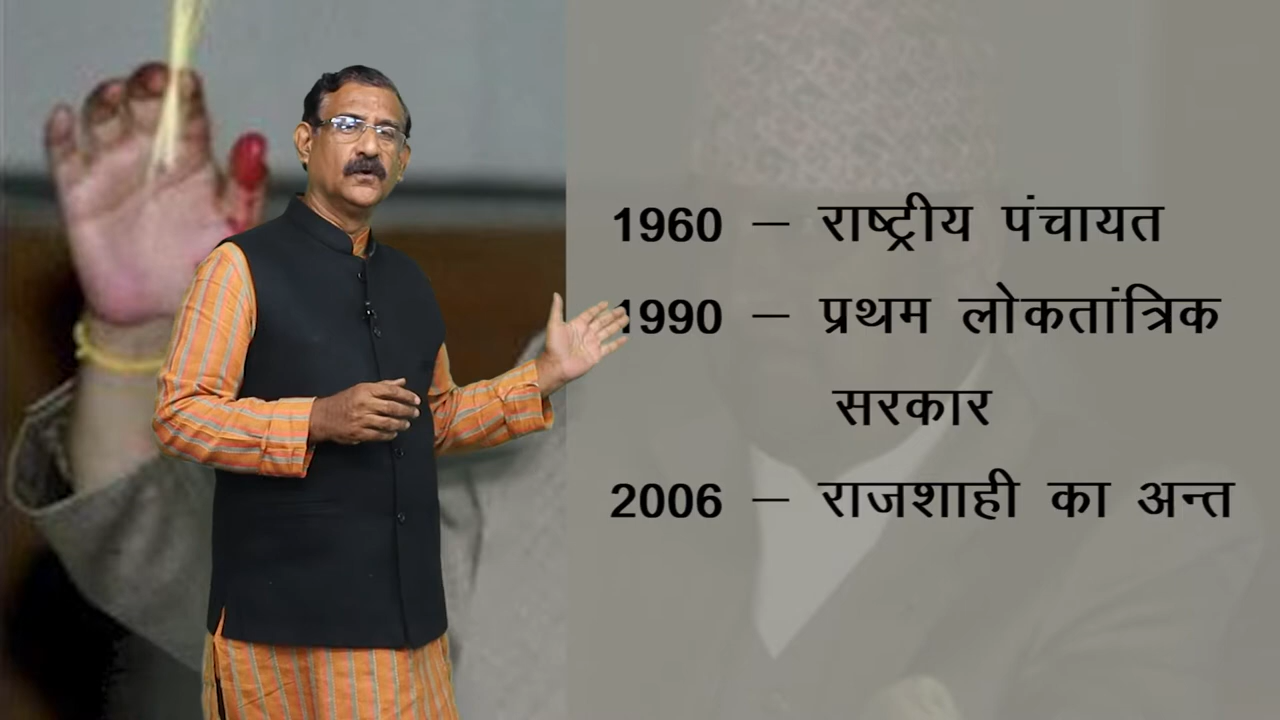 1960 – राष्ट्रीय पंचायत
1990 – प्रथम लोकतांत्रिक
सरकार
2006 – राजशाही का अन्त